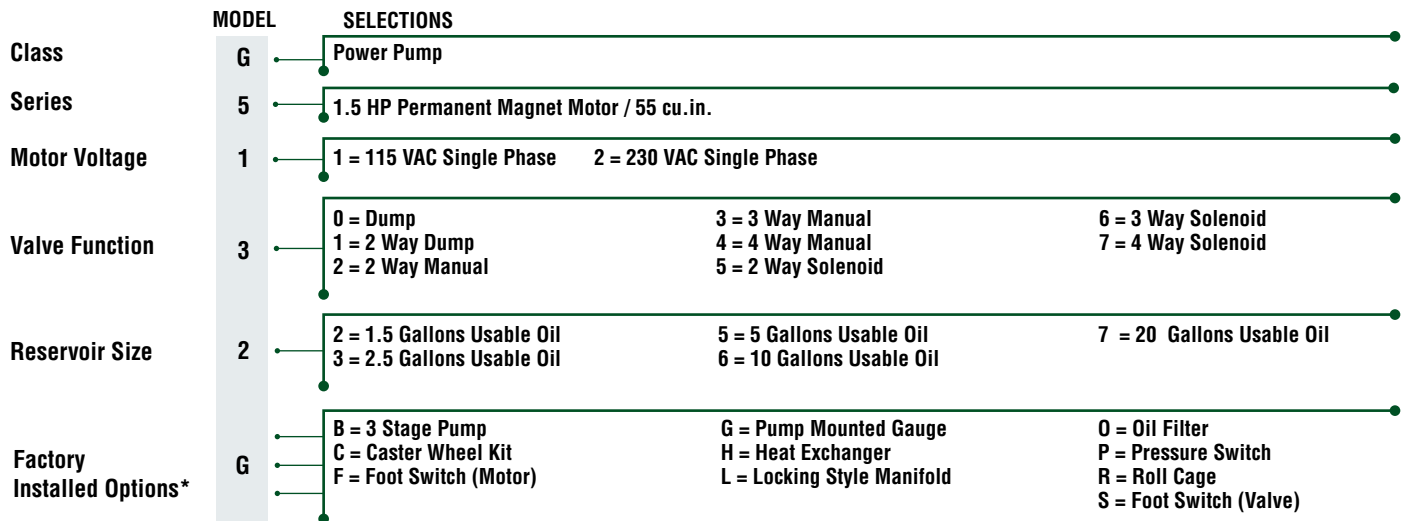 MODEL SELECTIONS
Class G Power Pump
Series 5 1.5 HP Permanent Magnet Motor / 55 cu.in.
Motor Voltage 1 1 = 115 VAC Single Phase 2 = 230 VAC Single Phase
Valve Function 3
0 = Dump 3 = 3 Way Manual 6 = 3 Way Solenoid
1 = 2 Way Dump 4 = 4 Way Manual 7 = 4 Way Solenoid
2 = 2 Way Manual 5 = 2 Way Solenoid
Reservoir Size 2
2 = 1.5 Gallons Usable Oil 5 = 5 Gallons Usable Oil 7 = 20 Gallons Usable Oil
3 = 2.5 Gallons Usable Oil 6 = 10 Gallons Usable Oil
Factory
Installed Options* G
B = 3 Stage Pump G = Pump Mounted Gauge O = Oil Filter
C = Caster Wheel Kit H = Heat Exchanger P = Pressure Switch
F = Foot Switch (Motor) L = Locking Style Manifold R = Roll Cage
S = Foot Switch (Valve)